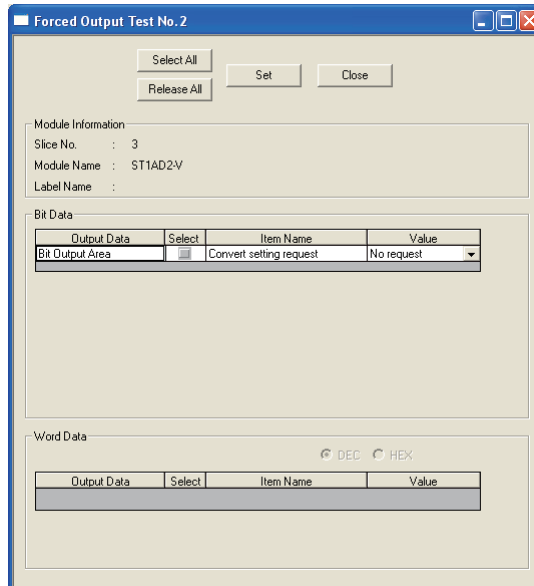 Forced Output Test No.2
Select All
Release All
Set
Close
Module Information
Slice No. : 3
Module Name : ST1AD2-V
Label Name :
Bit Data
Output Data Select Item Name Value
Bit Output Area Convert setting request No request
Word Data
DEC HEX
Output Data Select Item Name Value